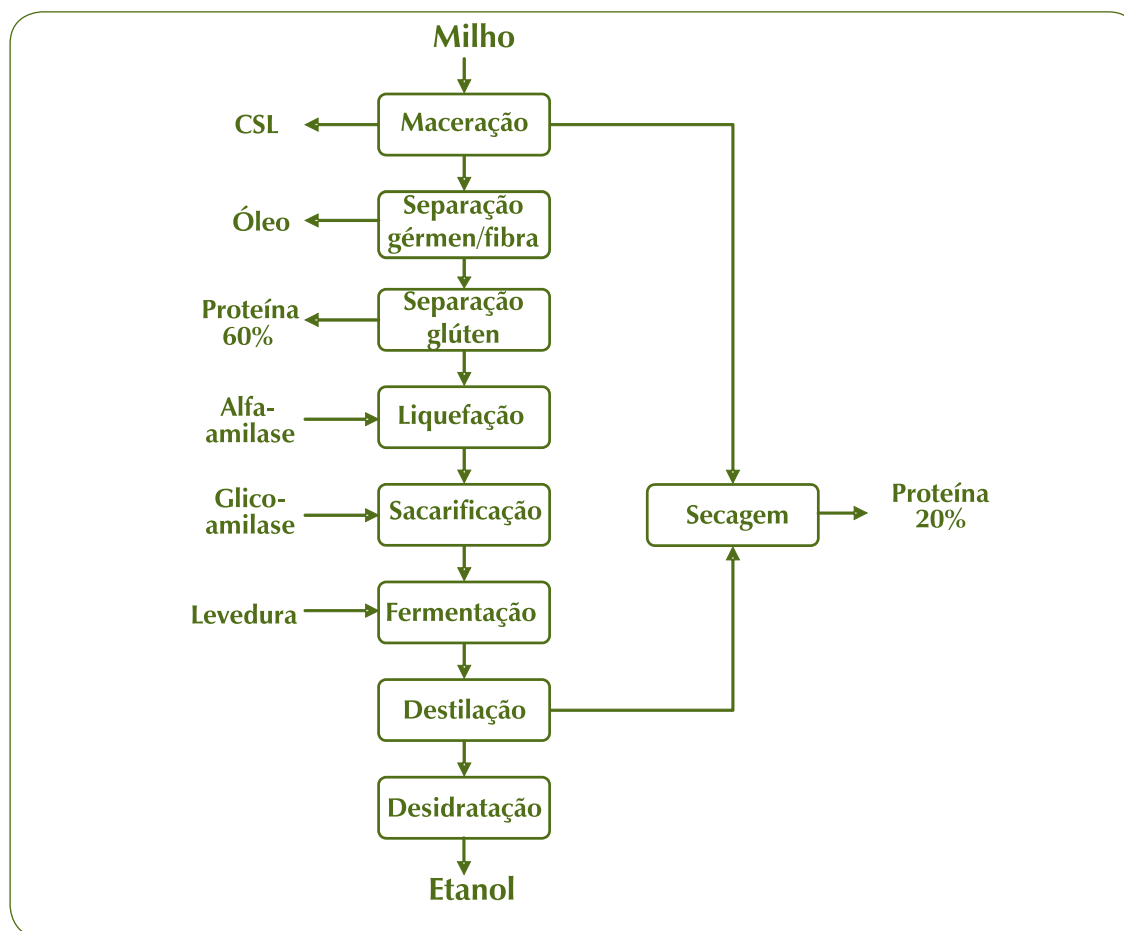 Milho
CSL
Maceração
Óleo
Separação
gérmen/fibra
Proteína
60%
Separação
glúten
Alfa-
amilase
Liquefação
Glico-
amilase
Sacarificação
Secagem
Proteína
20%
Levedura
Fermentação
Destilação
Desidratação
Etanol